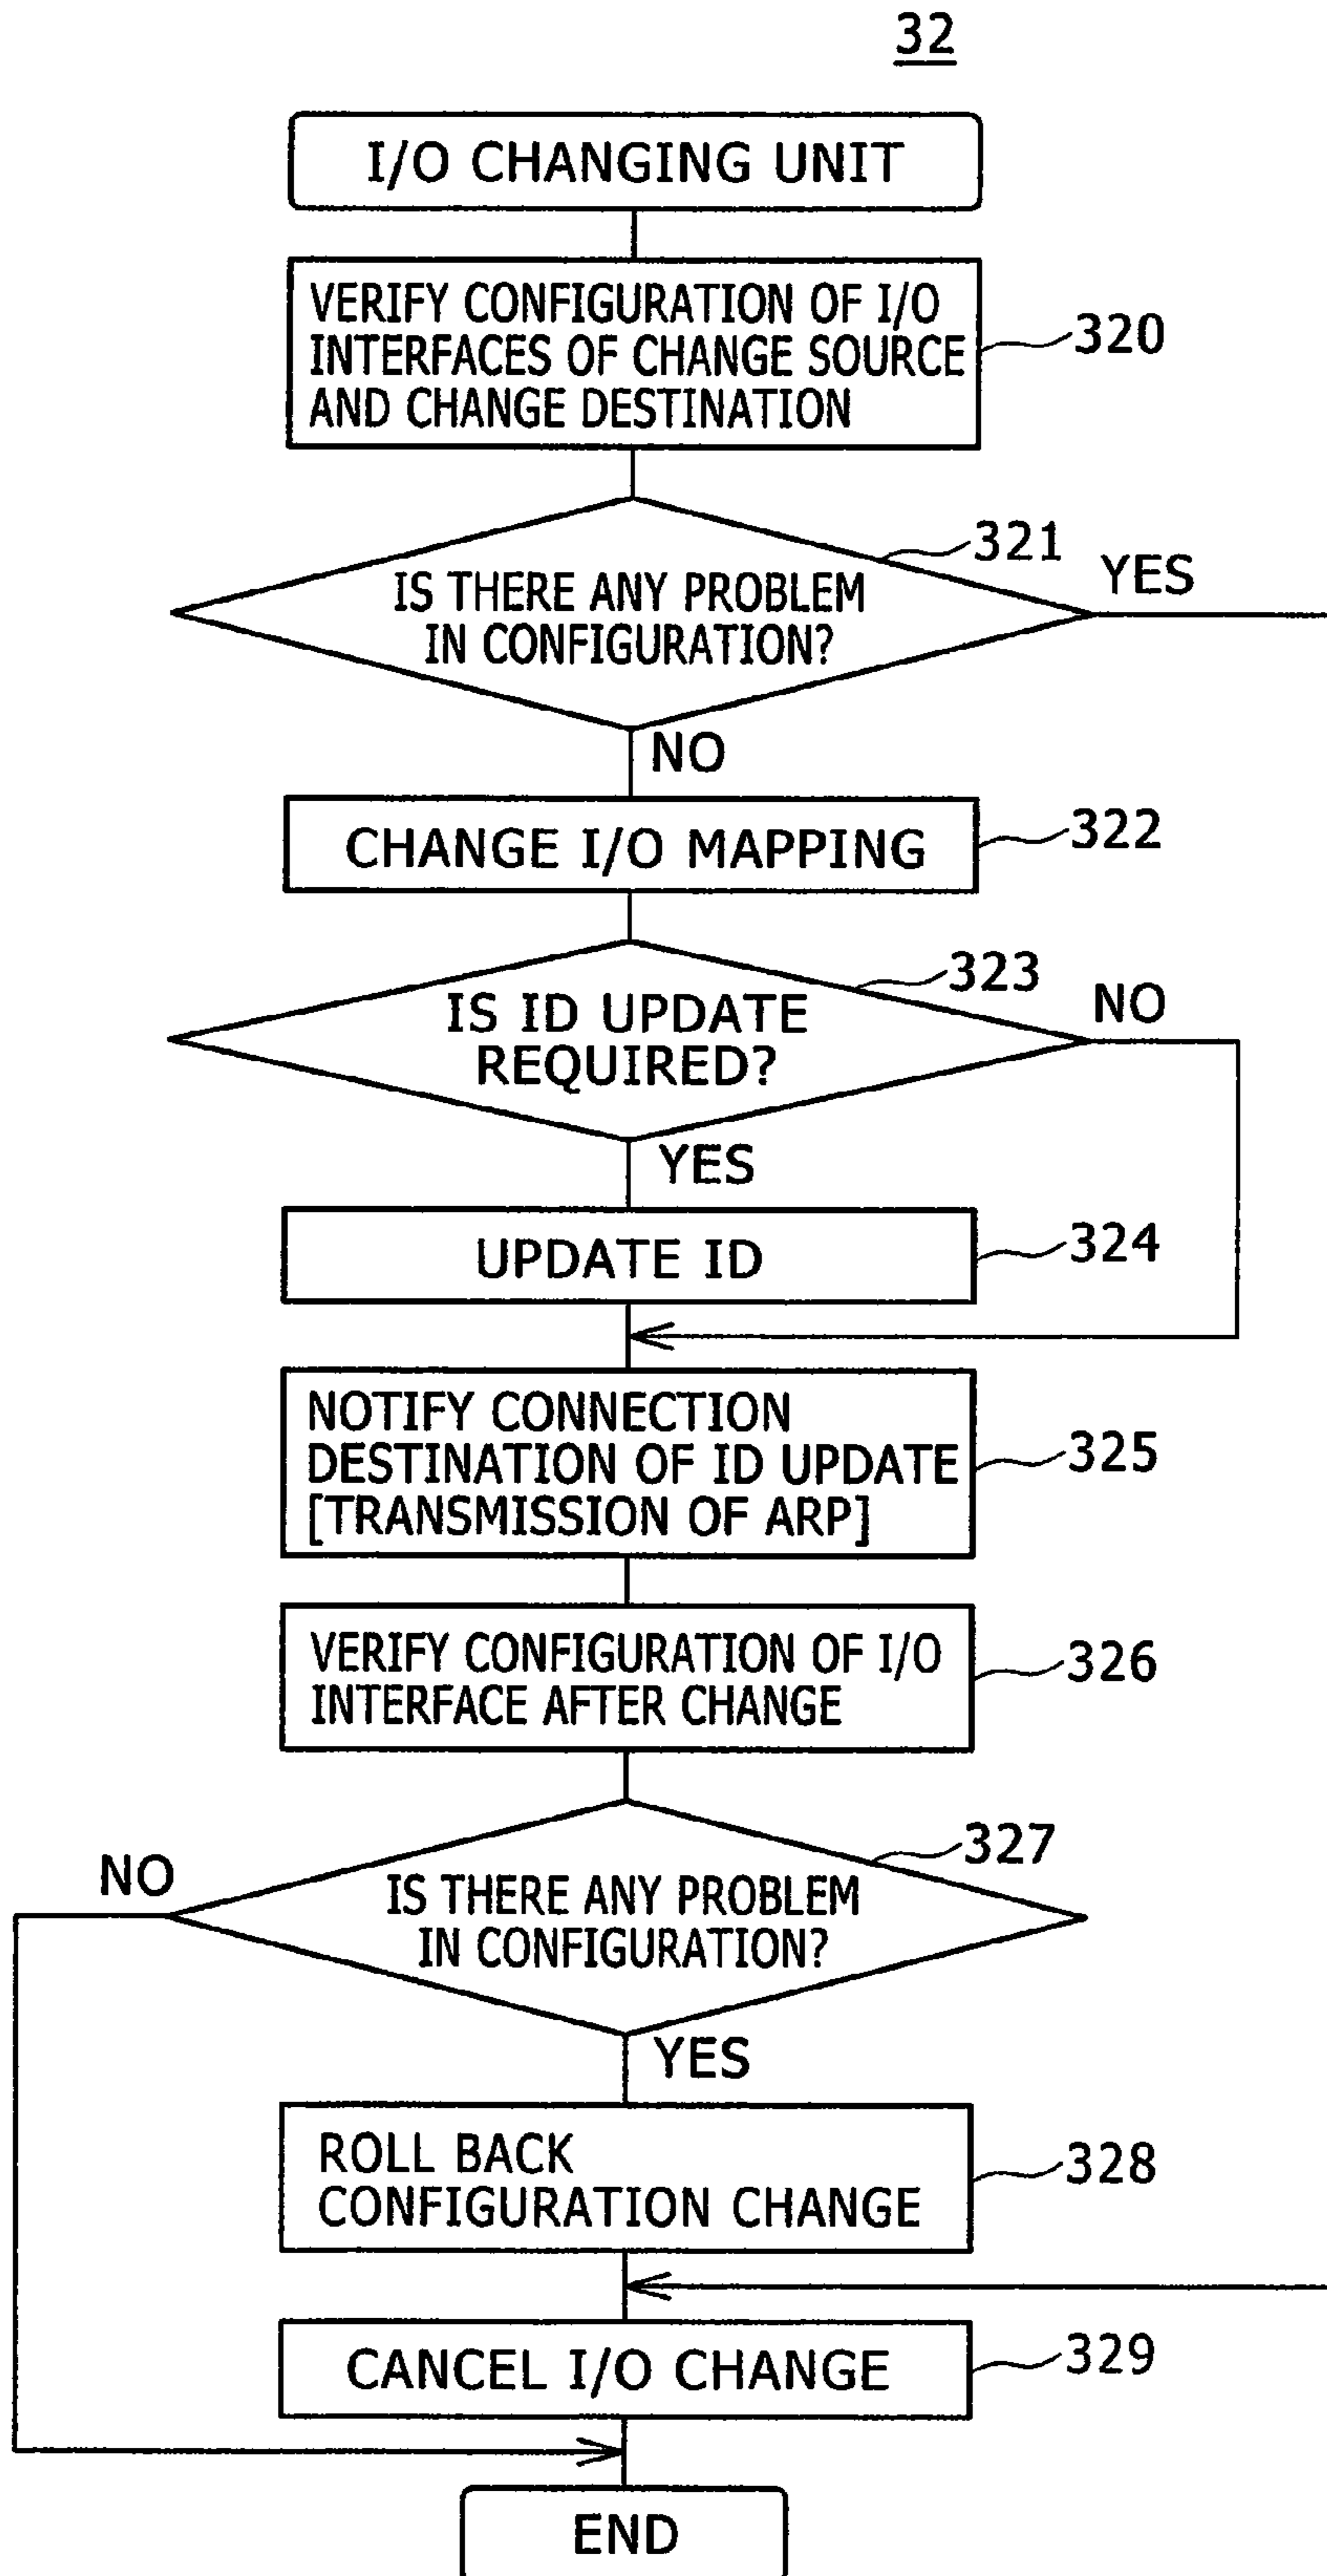 32
I/O CHANGING UNIT
VERIFY CONFIGURATION OF I/O
INTERFACES OF CHANGE SOURCE
AND CHANGE DESTINATION
320
321
YES
IS THERE ANY PROBLEM
IN CONFIGURATION?
NO
CHANGE I/O MAPPING
322
323
NO
IS ID UPDATE
REQUIRED?
YES
UPDATE ID
324
NOTIFY CONNECTION
DESTINATION OF ID UPDATE
[TRANSMISSION OF ARP]
325
VERIFY CONFIGURATION OF I/O
INTERFACE AFTER CHANGE
326
327
NO
IS THERE ANY PROBLEM
IN CONFIGURATION?
YES
ROLL BACK
CONFIGURATION CHANGE
328
CANCEL I/O CHANGE
329
END